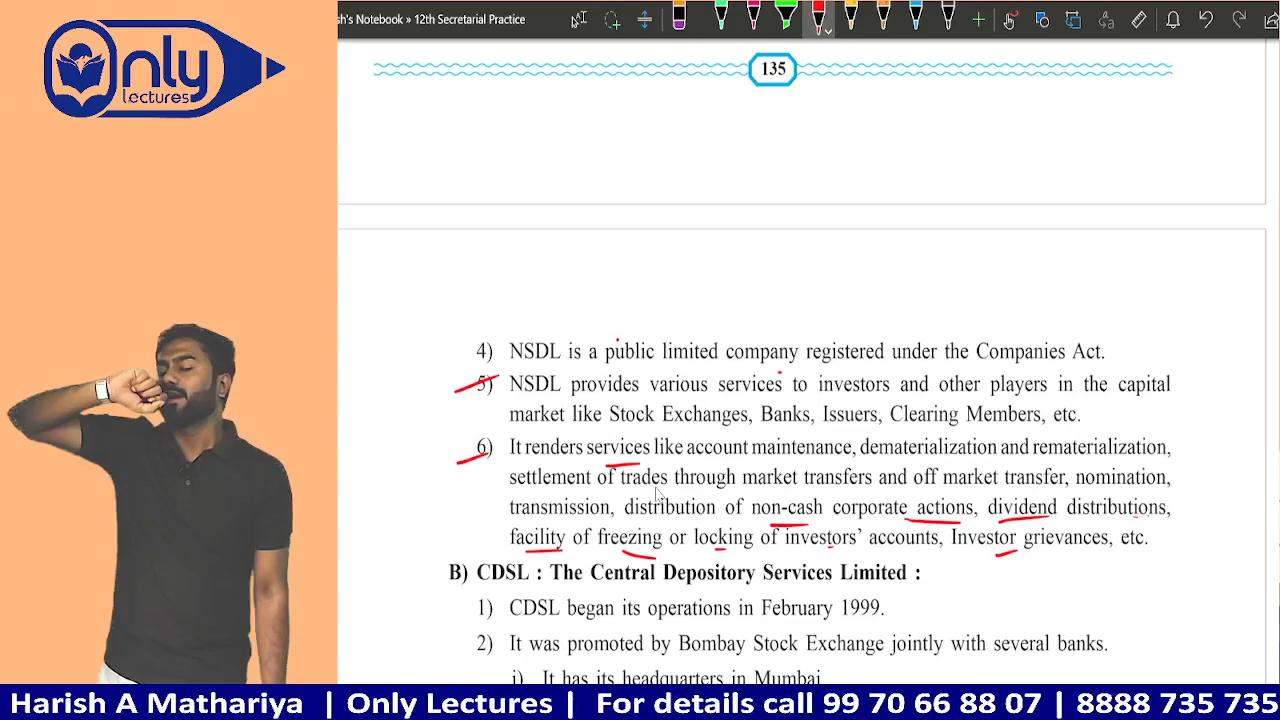 sh's Notebook » 12th Secretarial Practice
Only
lectures
135
4) NSDL is a public limited company registered under the Companies Act.
5) NSDL provides various services to investors and other players in the capital
market like Stock Exchanges, Banks, Issuers, Clearing Members, etc.
6) It renders services like account maintenance, dematerialization and rematerialization,
settlement of trades through market transfers and off market transfer, nomination,
transmission, distribution of non-cash corporate actions, dividend distributions,
facility of freezing or locking of investors' accounts, Investor grievances, etc.
B) CDSL : The Central Depository Services Limited :
1) CDSL began its operations in February 1999.
2) It was promoted by Bombay Stock Exchange jointly with several banks.
i) It has its headquarters in Mumbai
Harish A Mathariya | Only Lectures | For details call 99 70 66 88 07 | 8888 735 735